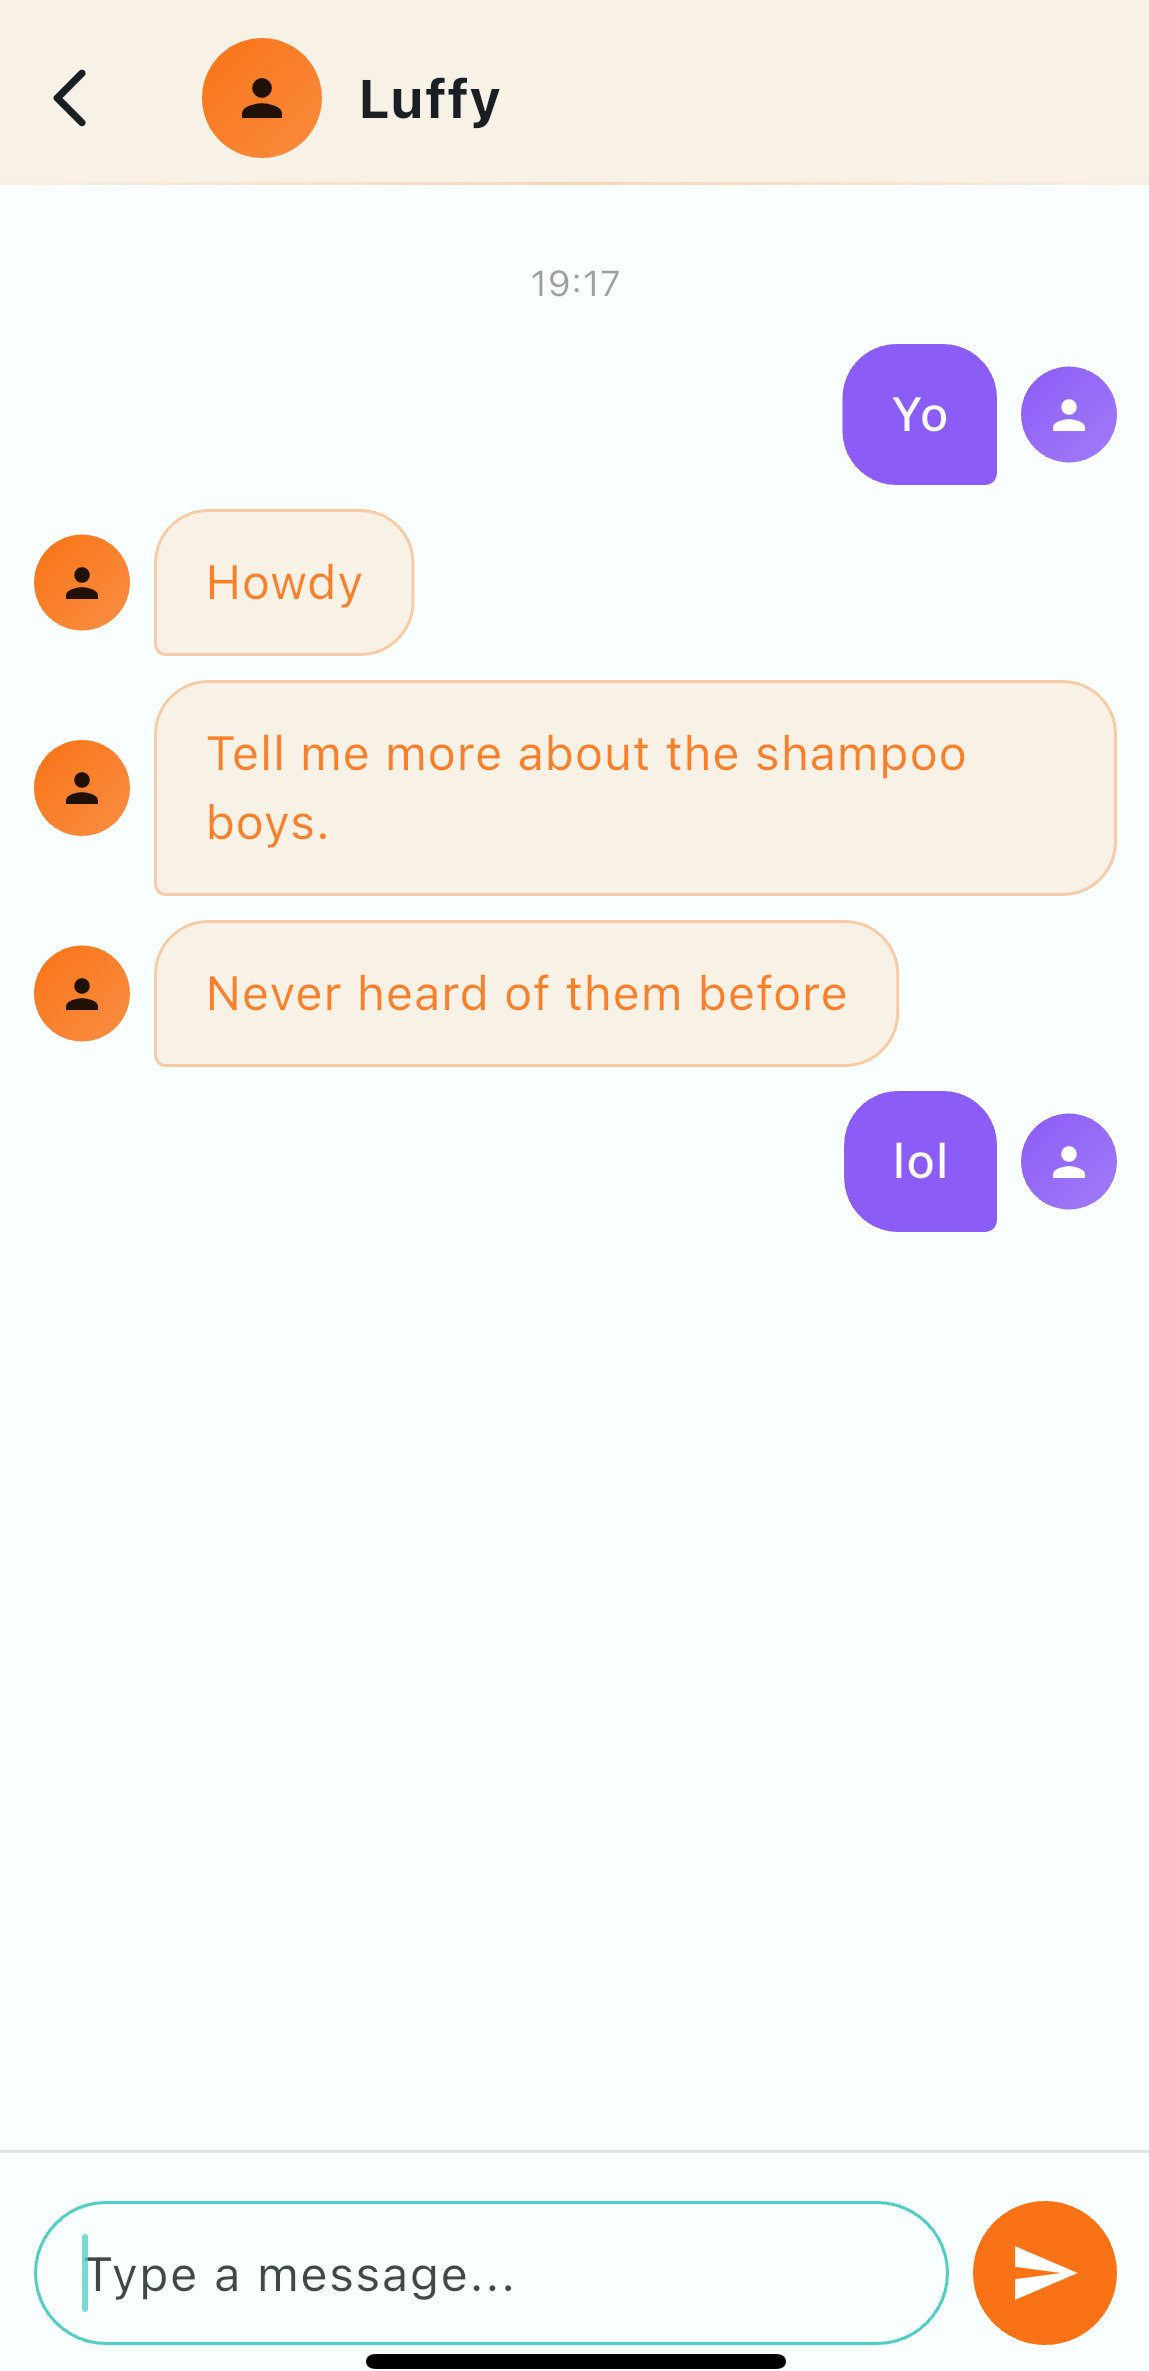 Luffy
19:17
Yo
Howdy
Tell me more about the shampoo
boys.
Never heard of them before
lol
Type a message...